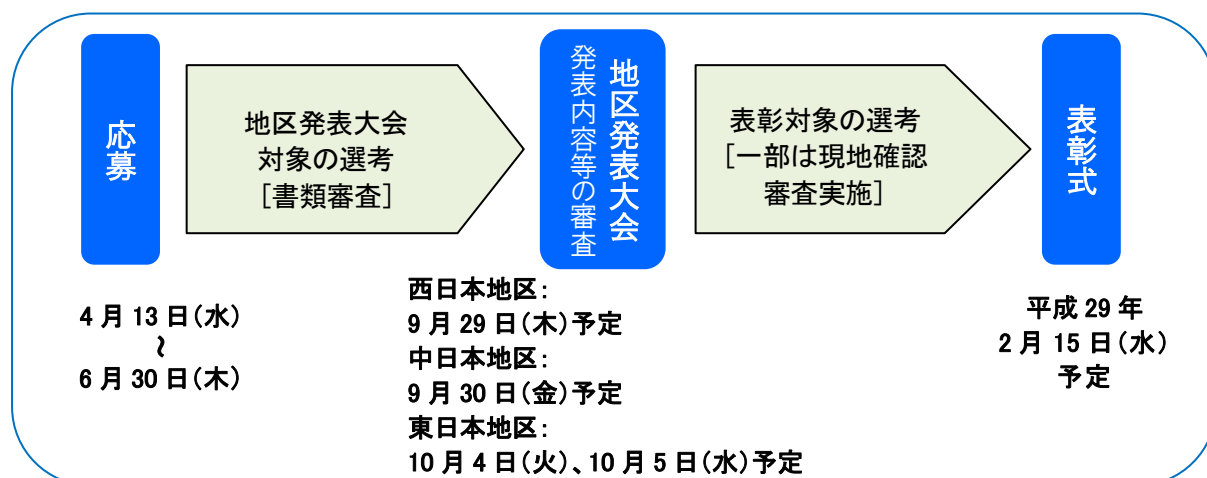 応募
地区発表大会
対象の選考
［書類審査］
地区発表大会
発表内容等の審査
表彰対象の選考
［一部は現地確認
審査実施］
表彰式
4月13日（水）
～
6月30日（木）
西日本地区：
9月29日（木）予定
中日本地区：
9月30日（金）予定
東日本地区：
10月4日（火）、10月5日（水）予定
平成29年
2月15日（水）
予定